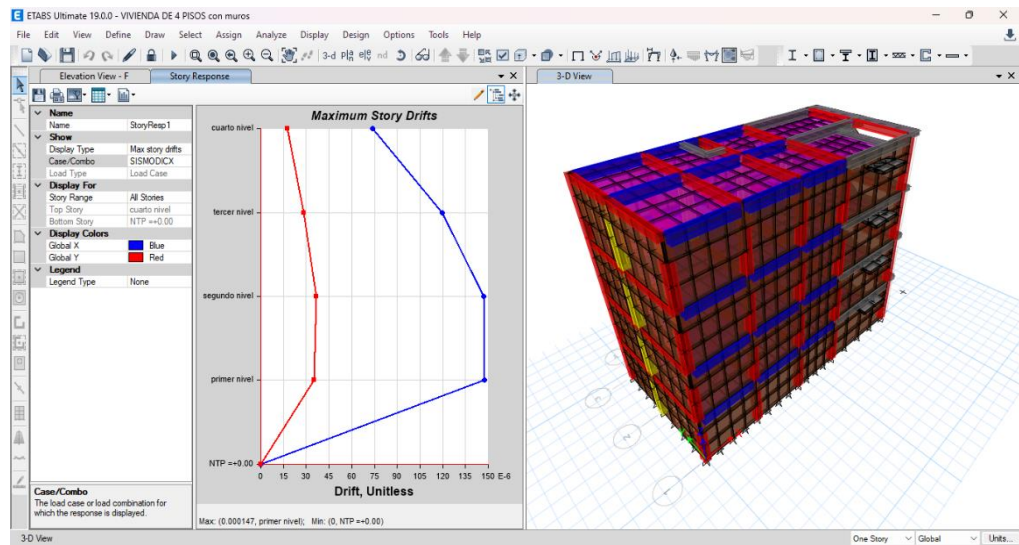 ETABS Ultimate 19.0.0 - VIVIENDA DE 4 PISOS con muros
File Edit View Define Draw Select Assign Analyze Display Design Options Tools Help
3-d
nd
Elevation View - F
Story Response
3-D View
Name
Name StoryResp1
Show
Display Type Max story drifts
Case/Combo SISMODICX
Load Type Load Case
Display For
Story Range All Stories
Top Story cuarto nivel
Bottom Story NTP =+0.00
Display Colors
Global X Blue
Global Y Red
Legend
Legend Type None
Case/Combo
The load case or load combination for
which the response is displayed.
Maximum Story Drifts
cuarto nivel
tercer nivel
segundo nivel
primer nivel
NTP =+0.00
0 15 30 45 60 75 90 105 120 135 150 E-6
Drift, Unitless
Max: (0.000147, primer nivel); Min: (0, NTP =+0.00)
3-D View
One Story
Global
Units...